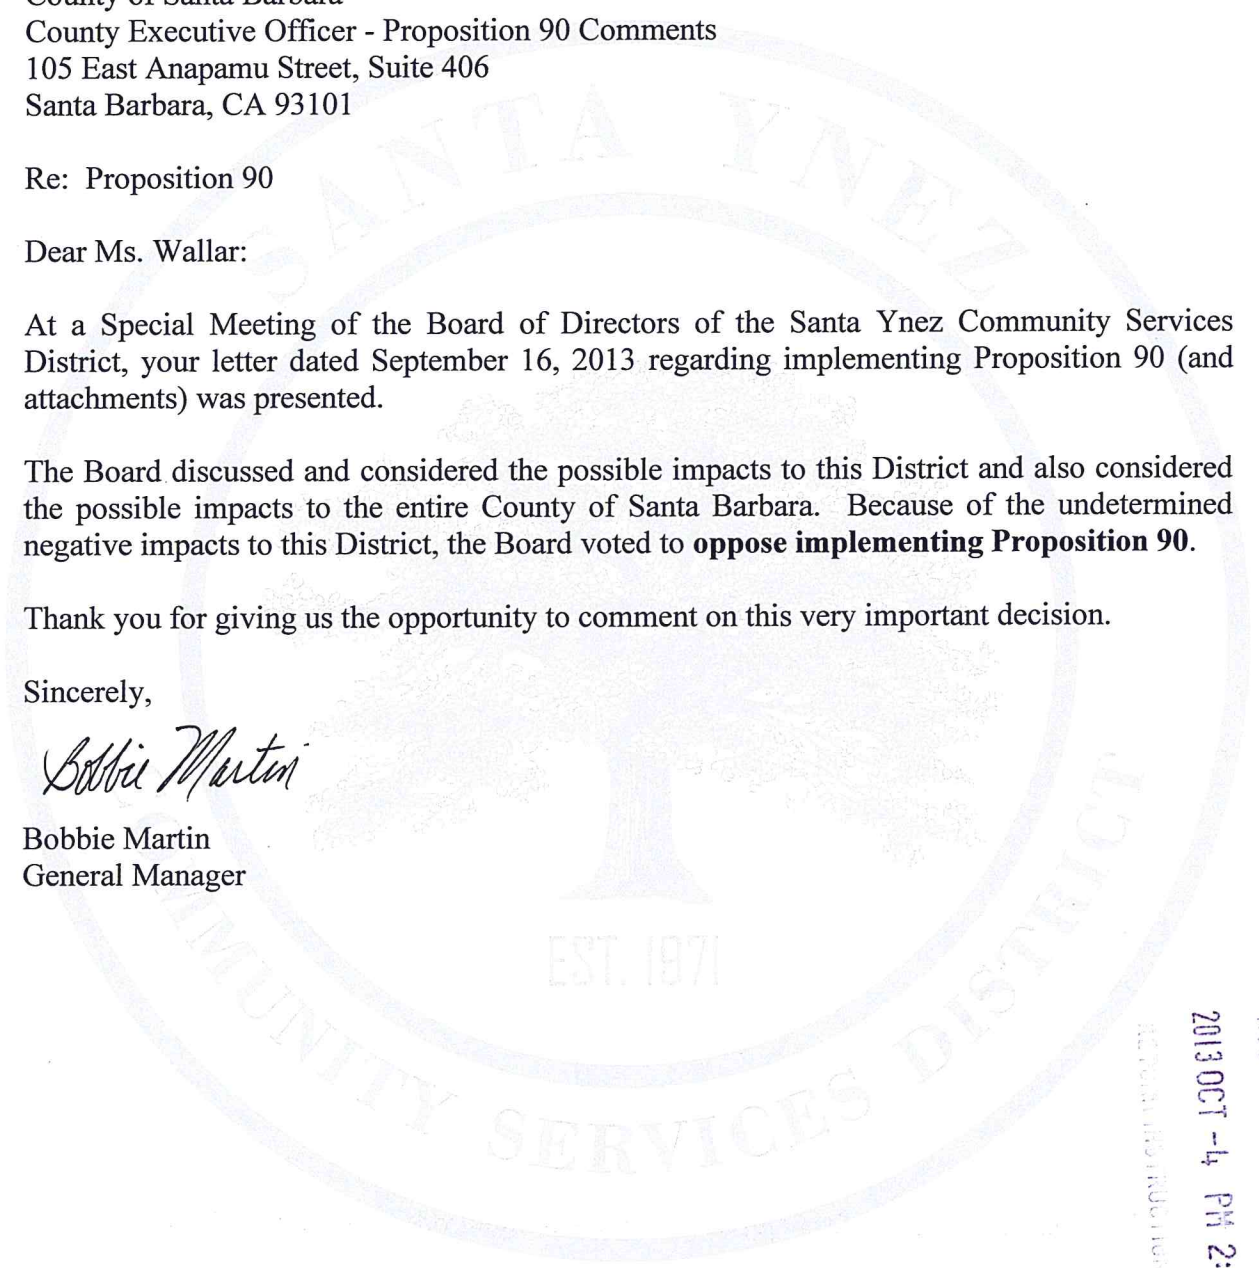 County of Santa Barbara
County Executive Officer - Proposition 90 Comments
105 East Anapamu Street, Suite 406
Santa Barbara, CA 93101
Re: Proposition 90
Dear Ms. Wallar:
At a Special Meeting of the Board of Directors of the Santa Ynez Community Services
District, your letter dated September 16, 2013 regarding implementing Proposition 90 (and
attachments) was presented.
The Board discussed and considered the possible impacts to this District and also considered
the possible impacts to the entire County of Santa Barbara. Because of the undetermined
negative impacts to this District, the Board voted to oppose implementing Proposition 90.
Thank you for giving us the opportunity to comment on this very important decision.
Sincerely,
Bobbie Martin
Bobbie Martin
General Manager
SANTA YNEZ
COMMUNITY SERVICES DISTRICT
EST. 1971
2013 OCT -4 PM 2: